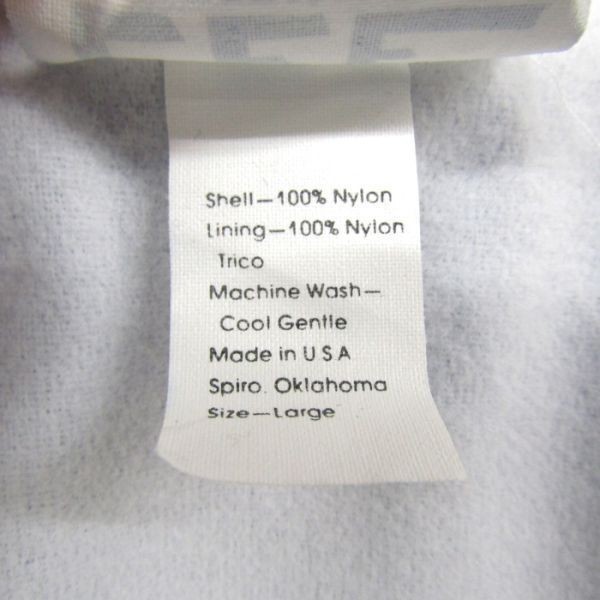 Shell—100% Nylon
Lining—100% Nylon
Trico
Machine Wash—
Cool Gentle
Made in U S A
Spiro, Oklahoma
Size—Large